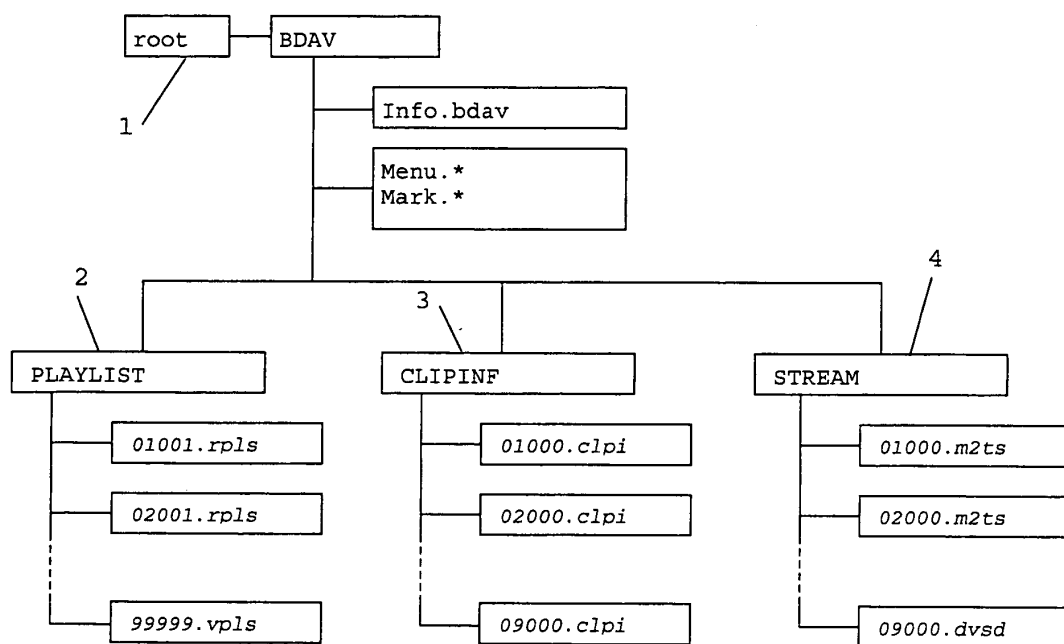 root
BDAV
1
Info.bdav
Menu.*
Mark.*
2
3
4
PLAYLIST
CLIPINF
STREAM
01001.rpls
01000.clpi
01000.m2ts
02001.rpls
02000.clpi
02000.m2ts
99999.vpls
09000.clpi
09000.dvsd